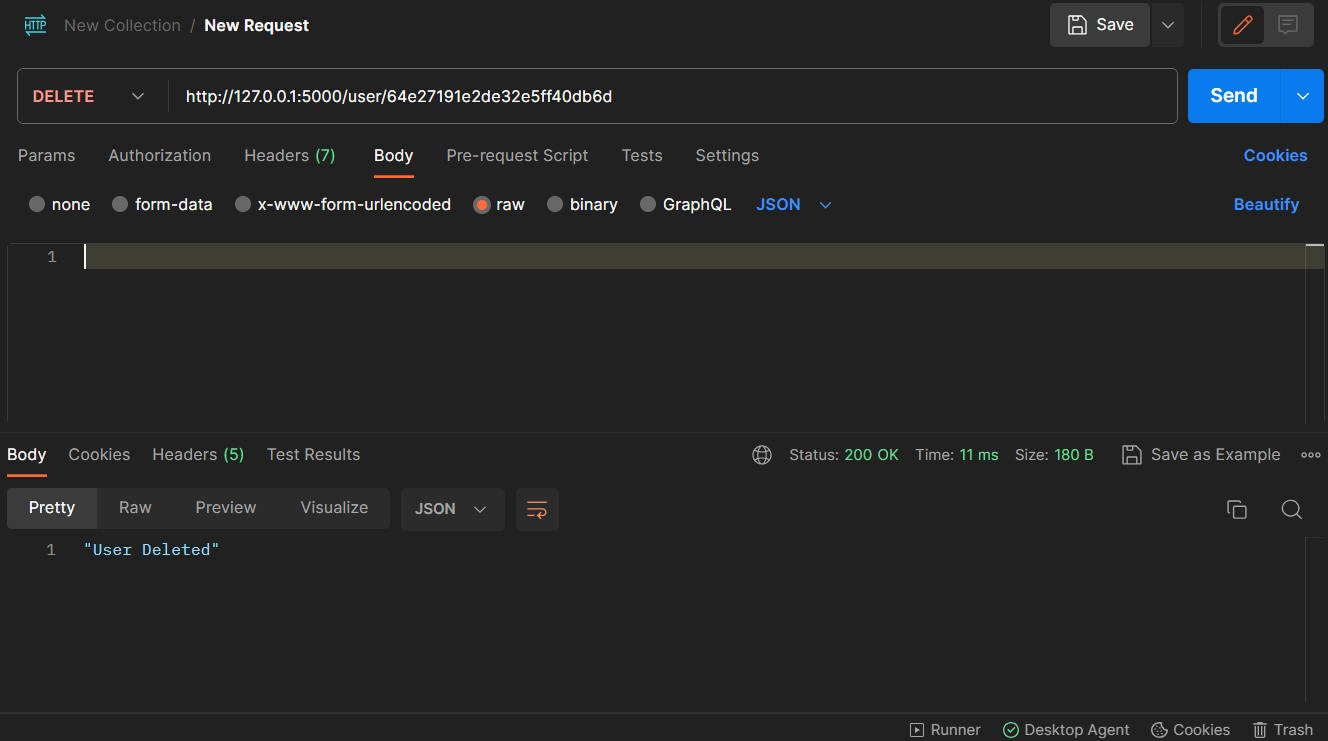 HTTP New Collection / New Request Save
DELETE http://127.0.0.1:5000/user/64e27191e2de32e5ff40db6d Send
Params Authorization Headers (7) Body Pre-request Script Tests Settings Cookies
none form-data x-www-form-urlencoded raw binary GraphQL JSON Beautify
1
Body Cookies Headers (5) Test Results Status: 200 OK Time: 11 ms Size: 180 B Save as Example
Pretty Raw Preview Visualize JSON
1 "User Deleted"
Runner Desktop Agent Cookies Trash